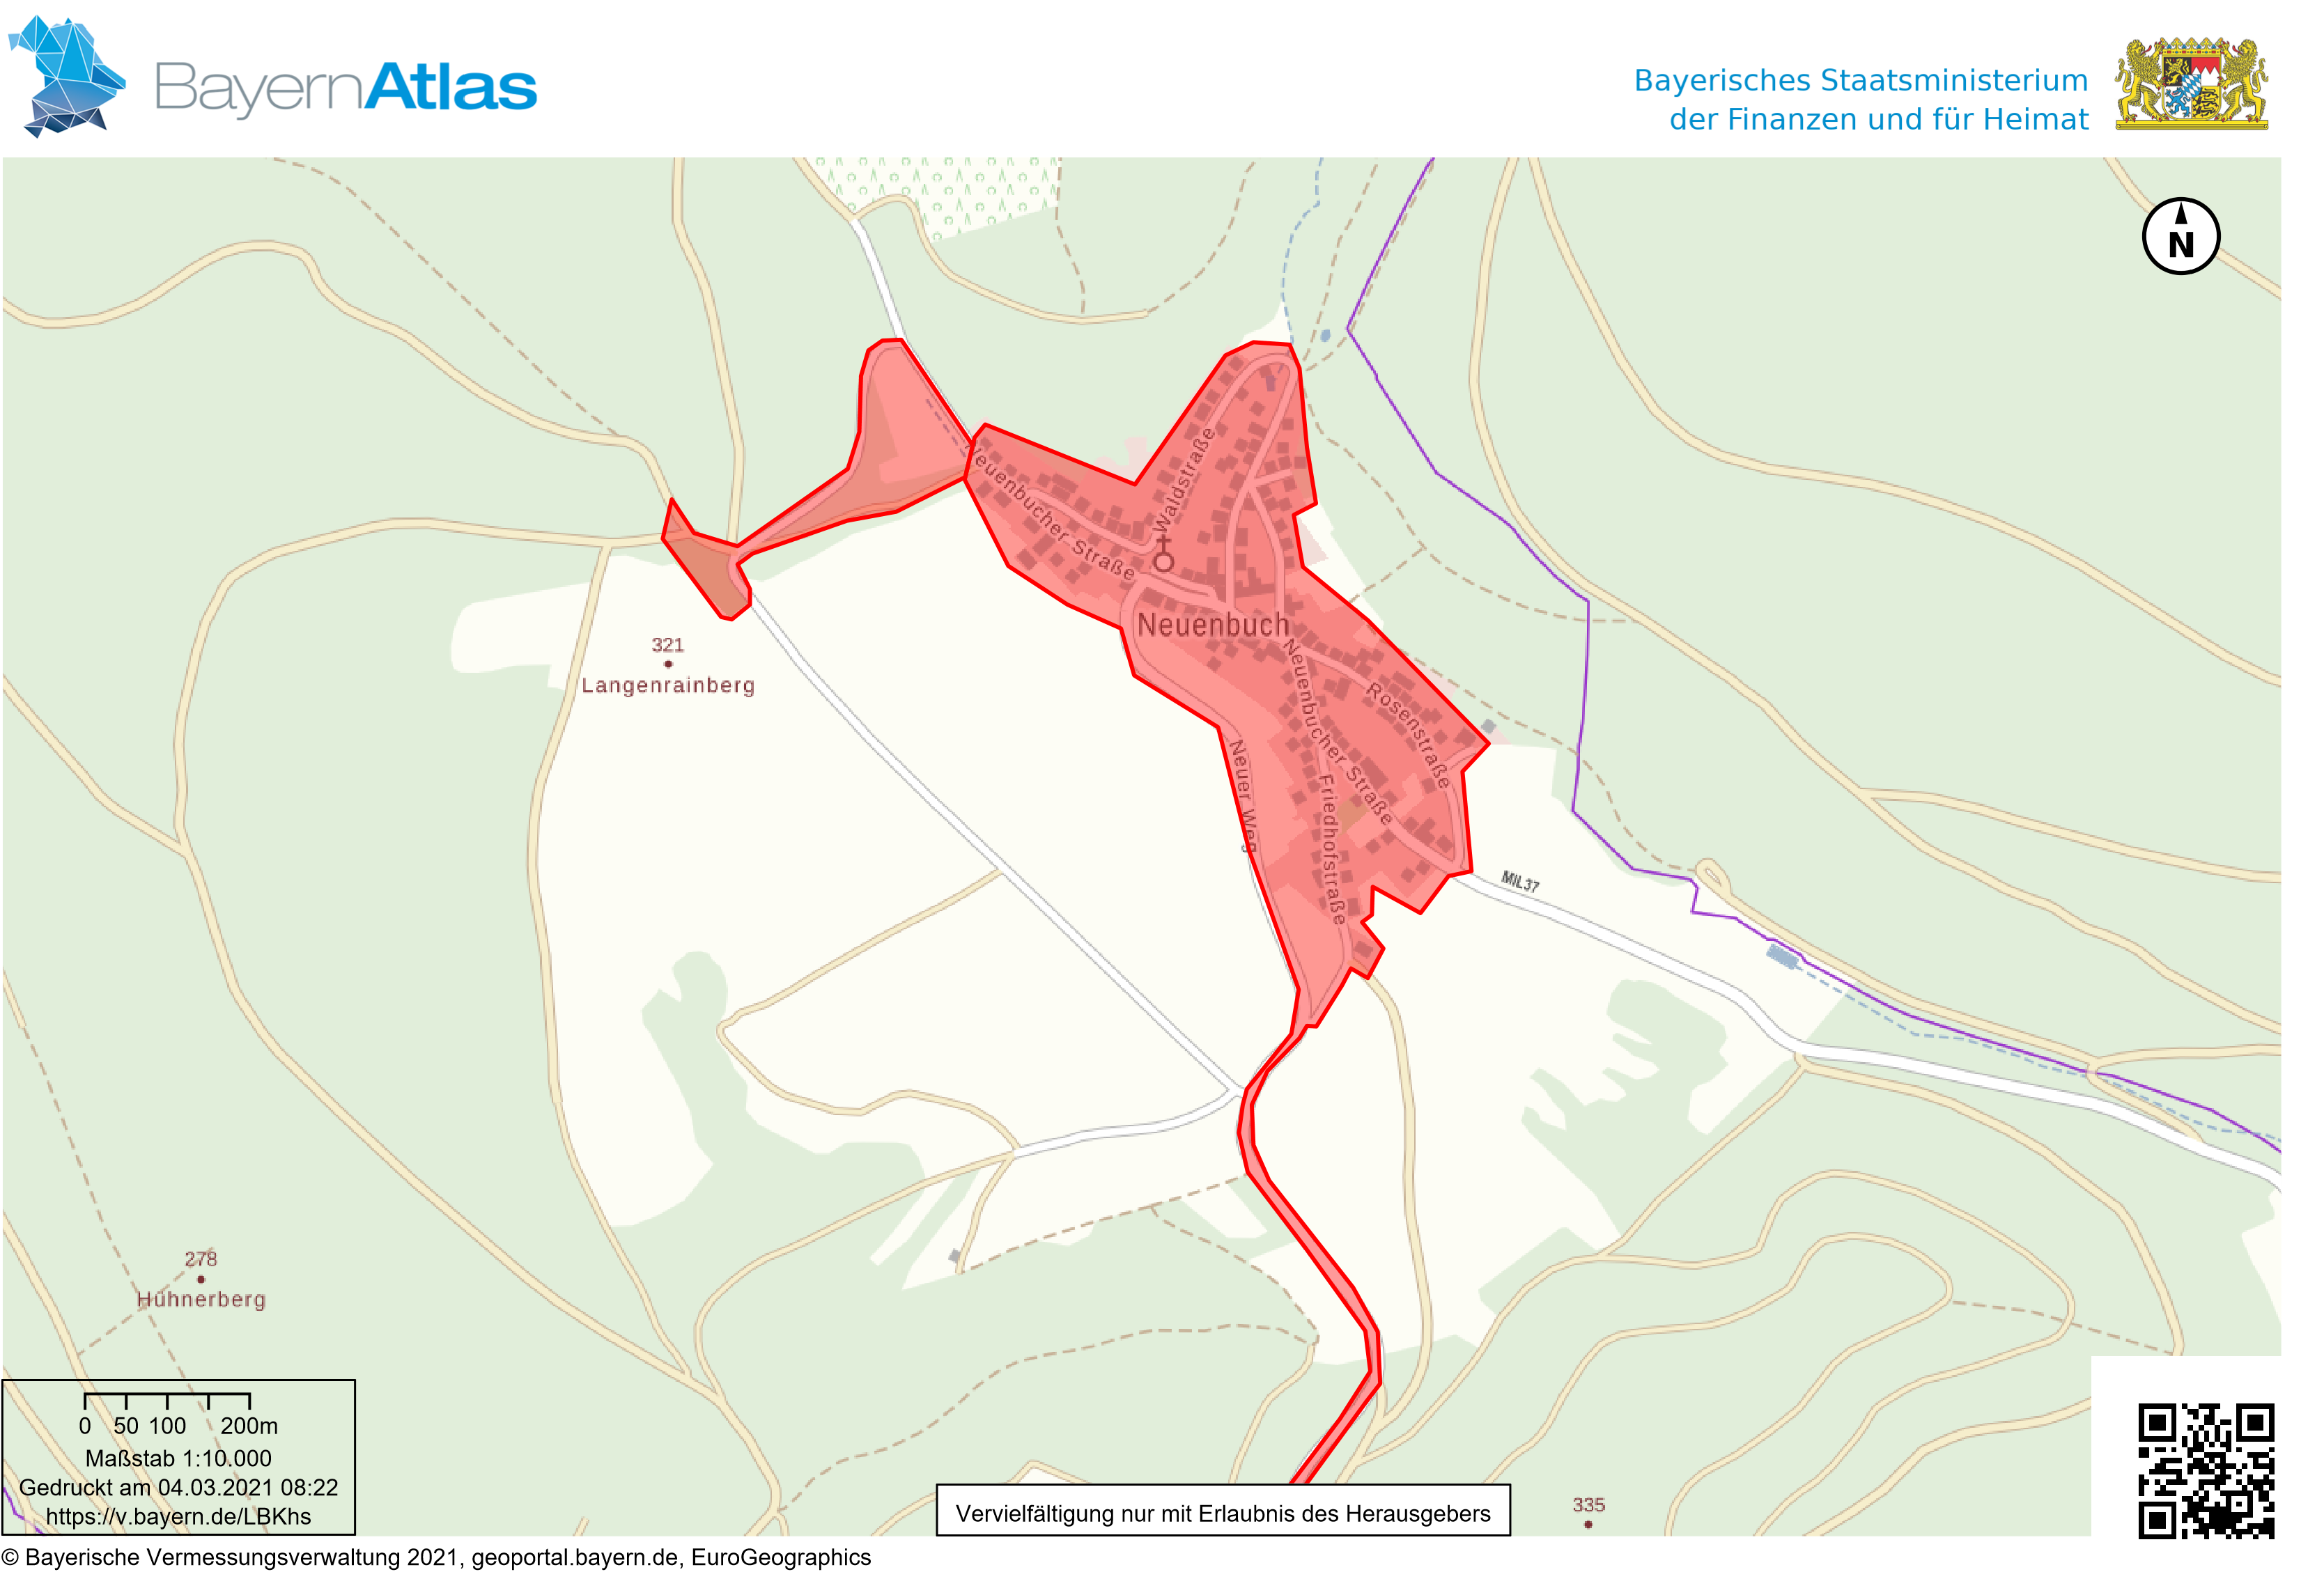 BayernAtlas
Bayerisches Staatsministerium
der Finanzen und für Heimat
N
Neuenbucher Straße
Waldstraße
Neuenbuch
321
Langenrainberg
Neuenbucher Straße
Rosenstraße
Neuer Weg
Friedhofstraße
MIL37
278
Hühnerberg
335
0 50 100 200m
Maßstab 1:10.000
Gedruckt am 04.03.2021 08:22
https://v.bayern.de/LBKhs
Vervielfältigung nur mit Erlaubnis des Herausgebers
© Bayerische Vermessungsverwaltung 2021, geoportal.bayern.de, EuroGeographics